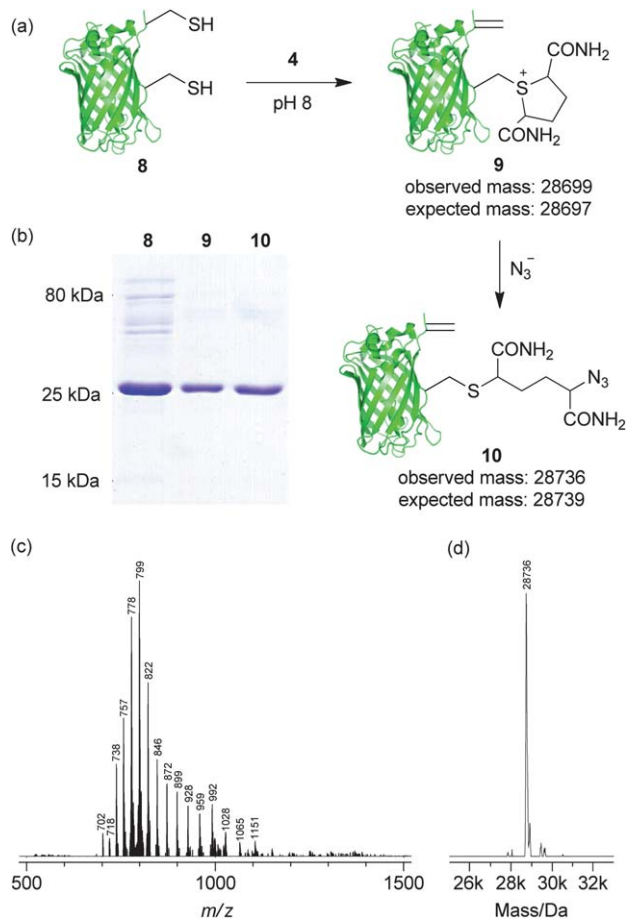 (a)
SH
SH
8
4
pH 8
CONH₂
S⁺
CONH₂
9
observed mass: 28699
expected mass: 28697
N₃⁻
(b)
8 9 10
80 kDa
25 kDa
15 kDa
CONH₂
N₃
S
CONH₂
10
observed mass: 28736
expected mass: 28739
(c)
702
718
738
757
778
799
822
846
872
899
928
959
992
1028
1065
1151
500 1000 1500
m/z
(d)
28736
26k 28k 30k 32k
Mass/Da